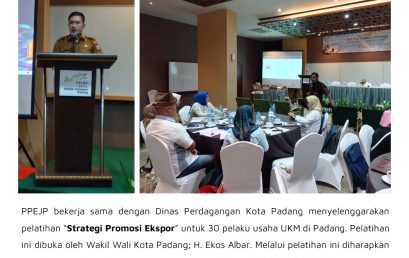 PPEJP bekerja sama dengan Dinas Perdagangan Kota Padang menyelenggarakan
pelatihan "Strategi Promosi Ekspor" untuk 30 pelaku usaha UKM di Padang. Pelatihan
ini dibuka oleh Wakil Wali Kota Padang; H. Ekos Albar. Melalui pelatihan ini diharapkan